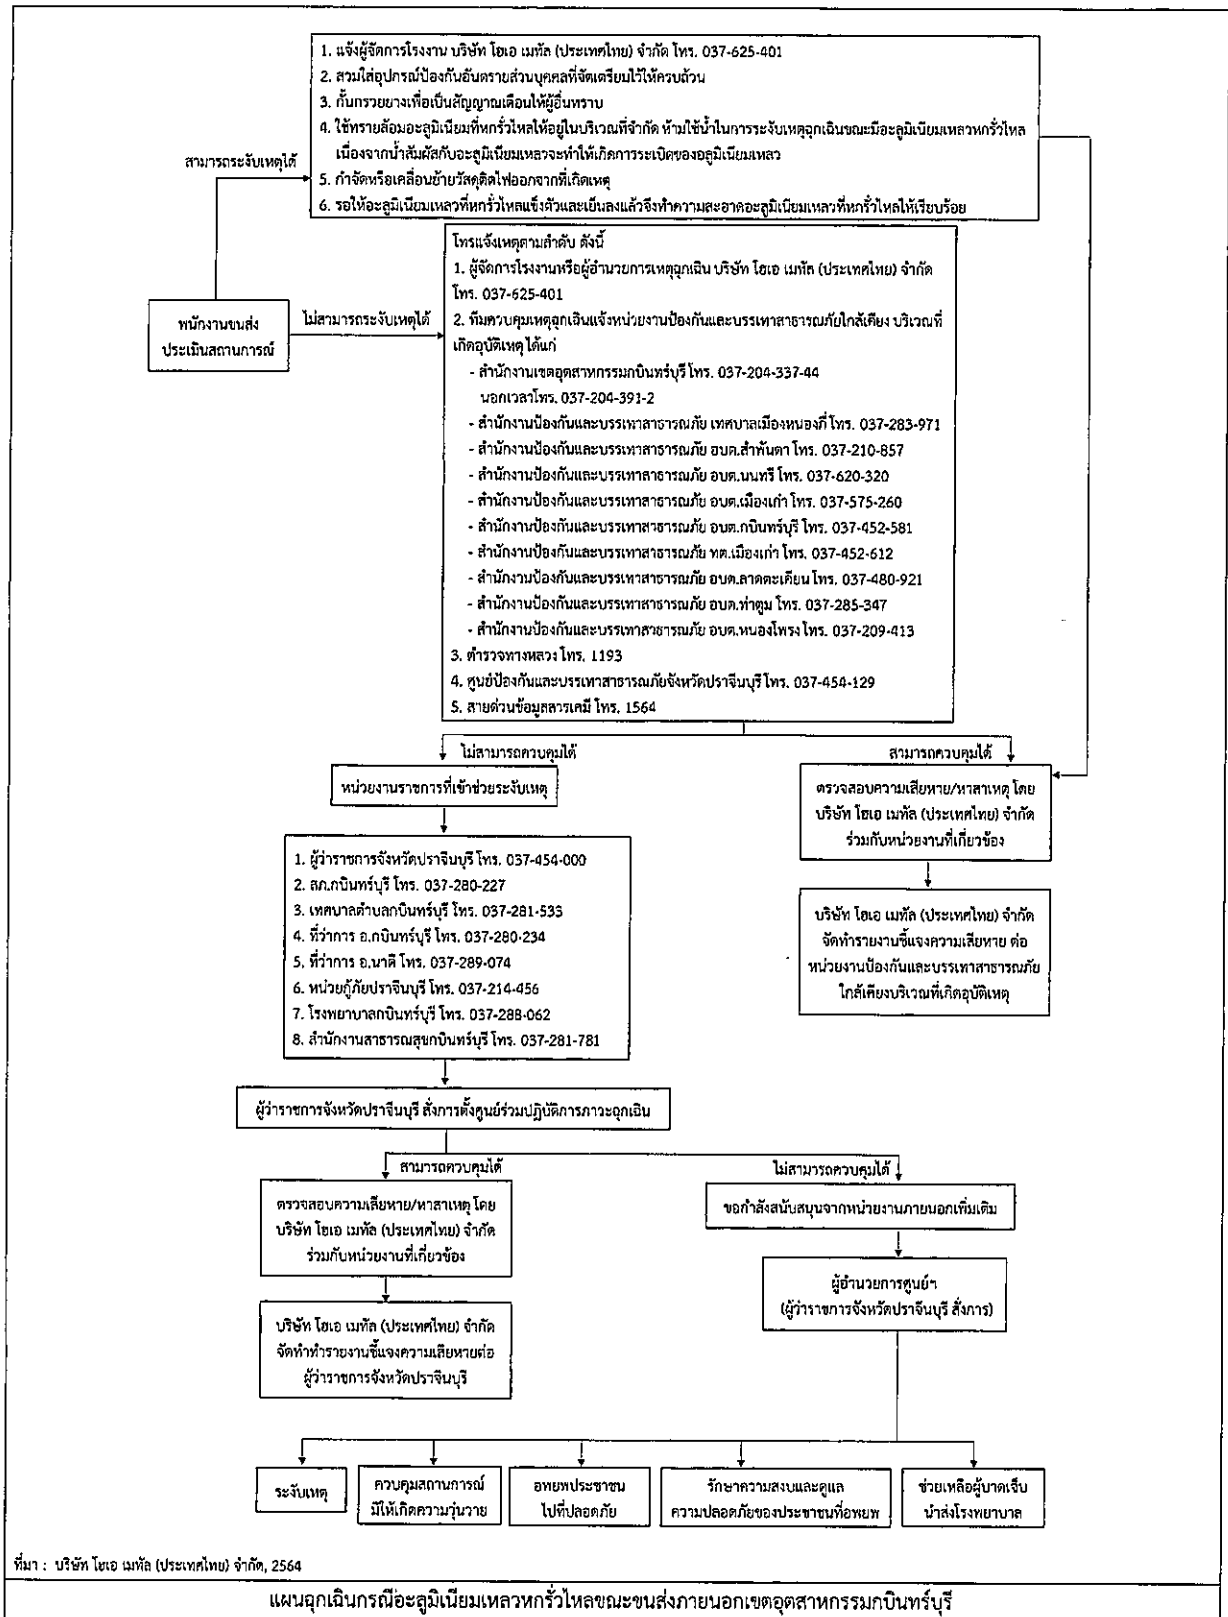 1. แจ้งผู้จัดการโรงงาน บริษัท โฮเอ เมทัล (ประเทศไทย) จำกัด โทร. 037-625-401
2. สวมใส่อุปกรณ์ป้องกันอันตรายส่วนบุคคลที่จัดเตรียมไว้ให้ครบถ้วน
3. กั้นกรวยยางเพื่อเป็นสัญญาณเตือนให้ผู้อื่นทราบ
4. ใช้ทรายล้อมอะลูมิเนียมที่หกรั่วไหลให้อยู่ในบริเวณที่จำกัด ห้ามใช้น้ำในการระงับเหตุฉุกเฉินขณะมีอะลูมิเนียมเหลวหกรั่วไหล
เนื่องจากน้ำสัมผัสกับอะลูมิเนียมเหลวจะทำให้เกิดการระเบิดของอลูมิเนียมเหลว
5. กำจัดหรือเคลื่อนย้ายวัสดุติดไฟออกจากที่เกิดเหตุ
6. รอให้อะลูมิเนียมเหลวที่หกรั่วไหลแข็งตัวและเย็นลงแล้วจึงทำความสะอาดอะลูมิเนียมเหลวที่หกรั่วไหลให้เรียบร้อย
สามารถระงับเหตุได้
พนักงานขนส่ง
ประเมินสถานการณ์
ไม่สามารถระงับเหตุได้
โทรแจ้งเหตุตามลำดับ ดังนี้
1. ผู้จัดการโรงงานหรือผู้อำนวยการเหตุฉุกเฉิน บริษัท โฮเอ เมทัล (ประเทศไทย) จำกัด
โทร. 037-625-401
2. ทีมควบคุมเหตุฉุกเฉินแจ้งหน่วยงานป้องกันและบรรเทาสาธารณภัยใกล้เคียง บริเวณที่
เกิดอุบัติเหตุ ได้แก่
- สำนักงานเขตอุตสาหกรรมกบินทร์บุรี โทร. 037-204-337-44
นอกเวลาโทร. 037-204-391-2
- สำนักงานป้องกันและบรรเทาสาธารณภัย เทศบาลเมืองหนองกี่ โทร. 037-283-971
- สำนักงานป้องกันและบรรเทาสาธารณภัย อบต.สำพันตา โทร. 037-210-857
- สำนักงานป้องกันและบรรเทาสาธารณภัย อบต.นนทรี โทร. 037-620-320
- สำนักงานป้องกันและบรรเทาสาธารณภัย อบต.เมืองเก่า โทร. 037-575-260
- สำนักงานป้องกันและบรรเทาสาธารณภัย อบต.กบินทร์บุรี โทร. 037-452-581
- สำนักงานป้องกันและบรรเทาสาธารณภัย ทต.เมืองเก่า โทร. 037-452-612
- สำนักงานป้องกันและบรรเทาสาธารณภัย อบต.ลาดตะเคียน โทร. 037-480-921
- สำนักงานป้องกันและบรรเทาสาธารณภัย อบต.ท่าตูม โทร. 037-285-347
- สำนักงานป้องกันและบรรเทาสาธารณภัย อบต.หนองโพรง โทร. 037-209-413
3. ตำรวจทางหลวง โทร. 1193
4. ศูนย์ป้องกันและบรรเทาสาธารณภัยจังหวัดปราจีนบุรี โทร. 037-454-129
5. สายด่วนข้อมูลสารเคมี โทร. 1564
ไม่สามารถควบคุมได้
สามารถควบคุมได้
หน่วยงานราชการที่เข้าช่วยระงับเหตุ
ตรวจสอบความเสียหาย/หาสาเหตุ โดย
บริษัท โฮเอ เมทัล (ประเทศไทย) จำกัด
ร่วมกับหน่วยงานที่เกี่ยวข้อง
1. ผู้ว่าราชการจังหวัดปราจีนบุรี โทร. 037-454-000
2. สภ.กบินทร์บุรี โทร. 037-280-227
3. เทศบาลตำบลกบินทร์บุรี โทร. 037-281-533
4. ที่ว่าการ อ.กบินทร์บุรี โทร. 037-280-234
5. ที่ว่าการ อ.นาดี โทร. 037-289-074
6. หน่วยกู้ภัยปราจีนบุรี โทร. 037-214-456
7. โรงพยาบาลกบินทร์บุรี โทร. 037-288-062
8. สำนักงานสาธารณสุขกบินทร์บุรี โทร. 037-281-781
บริษัท โฮเอ เมทัล (ประเทศไทย) จำกัด
จัดทำรายงานชี้แจงความเสียหาย ต่อ
หน่วยงานป้องกันและบรรเทาสาธารณภัย
ใกล้เคียงบริเวณที่เกิดอุบัติเหตุ
ผู้ว่าราชการจังหวัดปราจีนบุรี สั่งการตั้งศูนย์ร่วมปฏิบัติการภาวะฉุกเฉิน
สามารถควบคุมได้
ไม่สามารถควบคุมได้
ตรวจสอบความเสียหาย/หาสาเหตุ โดย
บริษัท โฮเอ เมทัล (ประเทศไทย) จำกัด
ร่วมกับหน่วยงานที่เกี่ยวข้อง
ขอกำลังสนับสนุนจากหน่วยงานภายนอกเพิ่มเติม
ผู้อำนวยการศูนย์ฯ
(ผู้ว่าราชการจังหวัดปราจีนบุรี สั่งการ)
บริษัท โฮเอ เมทัล (ประเทศไทย) จำกัด
จัดทำทำรายงานชี้แจงความเสียหายต่อ
ผู้ว่าราชการจังหวัดปราจีนบุรี
ระงับเหตุ
ควบคุมสถานการณ์
มิให้เกิดความวุ่นวาย
อทยพประชาชน
ไปที่ปลอดภัย
รักษาความสงบและดูแล
ความปลอดภัยของประชาชนที่อพยพ
ช่วยเหลือผู้บาดเจ็บ
นำส่งโรงพยาบาล
ที่มา : บริษัท โฮเอ เมทัล (ประเทศไทย) จำกัด, 2564
แผนฉุกเฉินกรณีอะลูมิเนียมเหลวหกรั่วไหลขณะขนส่งภายนอกเขตอุตสาหกรรมกบินทร์บุรี